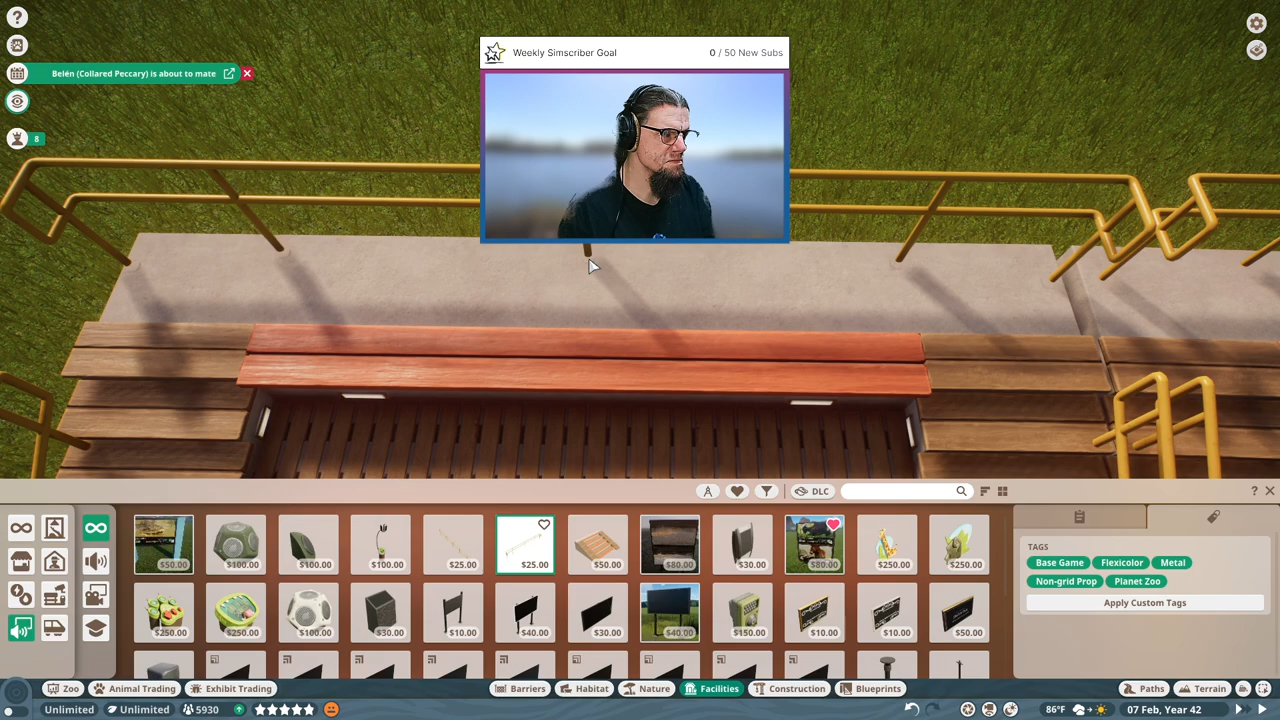 Weekly Simscriber Goal 0 / 50 New Subs
Belén (Collared Peccary) is about to mate
8
DLC
?
$50.00 $100.00 $100.00 $100.00 $25.00 $25.00 $50.00 $80.00 $30.00 $80.00 $250.00 $250.00
$250.00 $250.00 $100.00 $30.00 $10.00 $40.00 $30.00 $40.00 $150.00 $10.00 $10.00 $50.00
TAGS
Base Game Flexicolor Metal
Non-grid Prop Planet Zoo
Apply Custom Tags
Zoo Animal Trading Exhibit Trading Barriers Habitat Nature Facilities Construction Blueprints Paths Terrain
Unlimited Unlimited 5930 86°F 07 Feb, Year 42